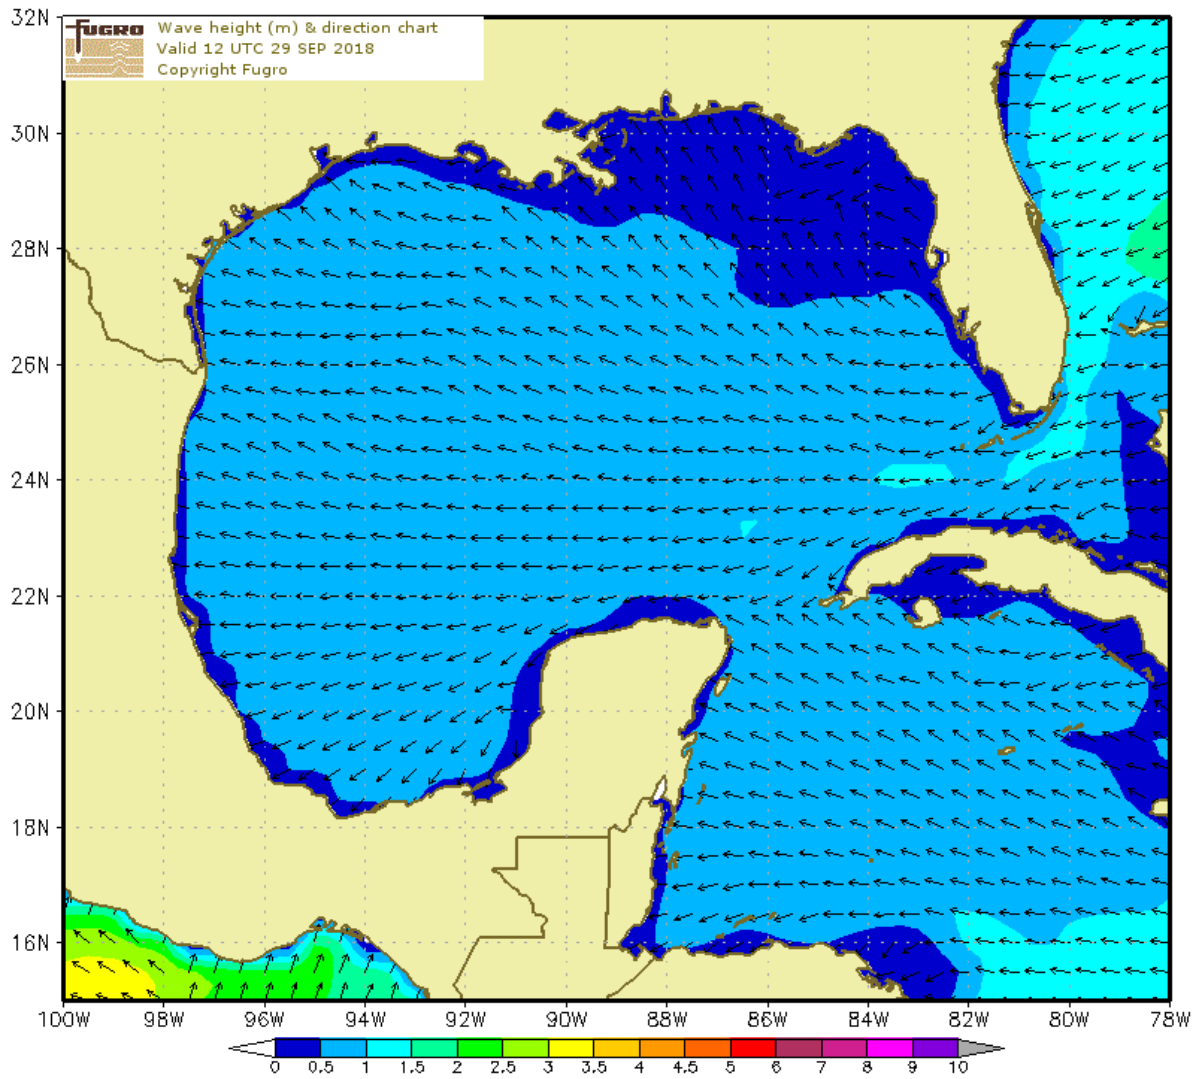 32N
FUGRO
Wave height (m) & direction chart
Valid 12 UTC 29 SEP 2018
Copyright Fugro
30N
28N
26N
24N
22N
20N
18N
16N
100W 98W 96W 94W 92W 90W 88W 86W 84W 82W 80W 78W
0 0.5 1 1.5 2 2.5 3 3.5 4 4.5 5 6 7 8 9 10